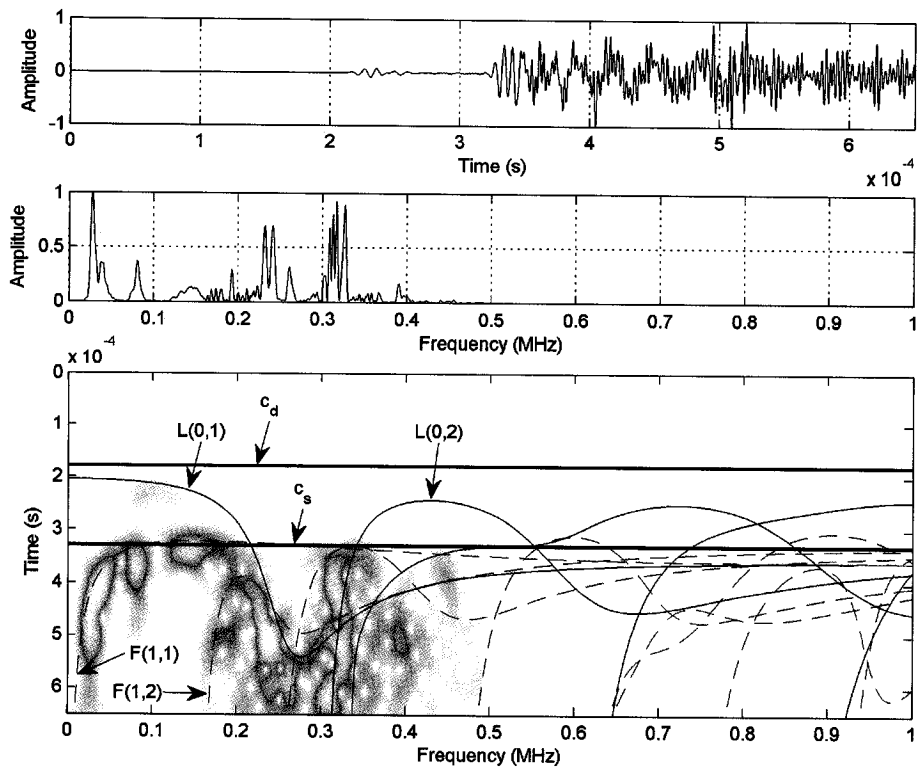 Amplitude
1
0
-1
0 1 2 3 4 5 6
Time (s)
x 10⁻⁴
Amplitude
1
0.5
0
0 0.1 0.2 0.3 0.4 0.5 0.6 0.7 0.8 0.9 1
Frequency (MHz)
x 10⁻⁴
Time (s)
0
1
2
3
4
5
6
L(0,1)
c_d
L(0,2)
c_s
F(1,1)
F(1,2)
0 0.1 0.2 0.3 0.4 0.5 0.6 0.7 0.8 0.9 1
Frequency (MHz)